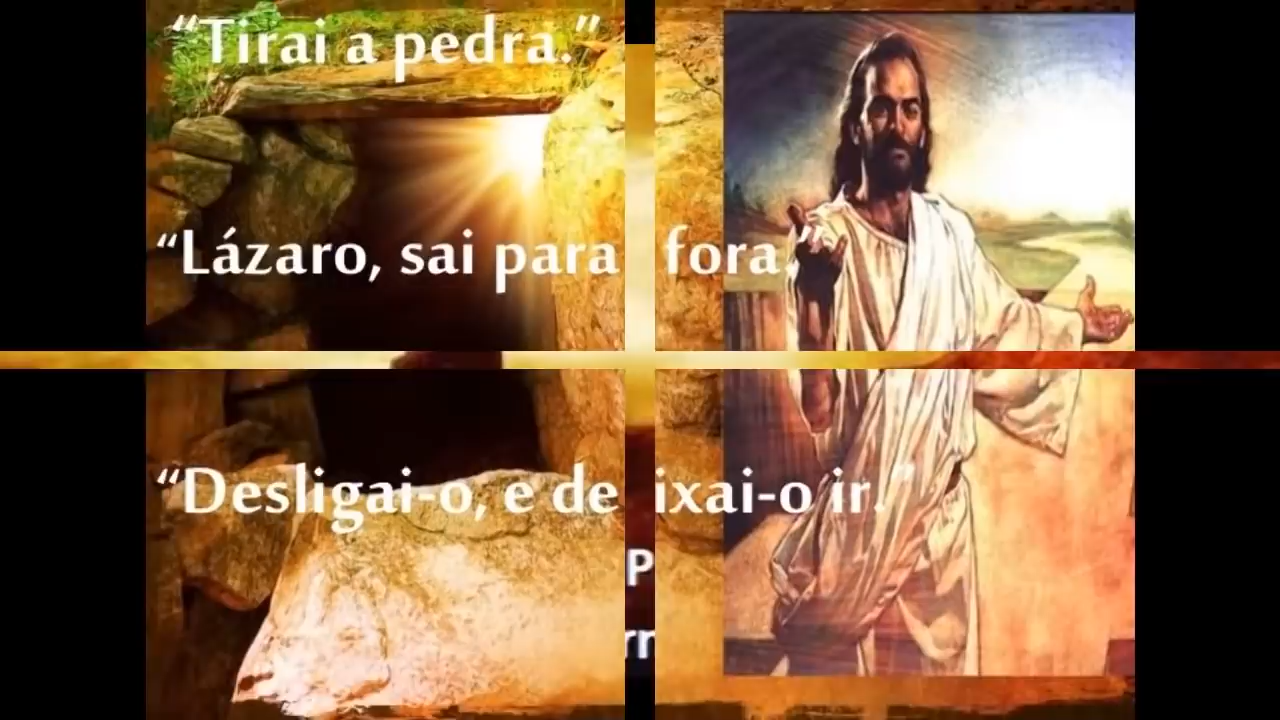 “Tirai a pedra.”
“Lázaro, sai para fora.”
“Desligai-o, e deixai-o ir.”
P